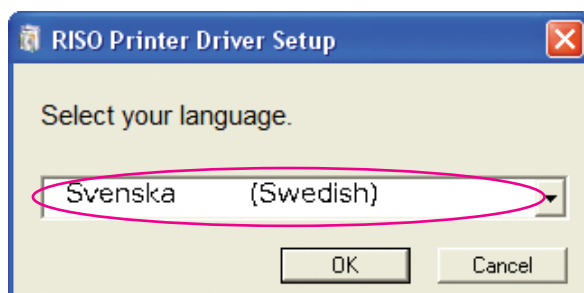 RISO Printer Driver Setup
Select your language.
Svenska (Swedish)
OK Cancel